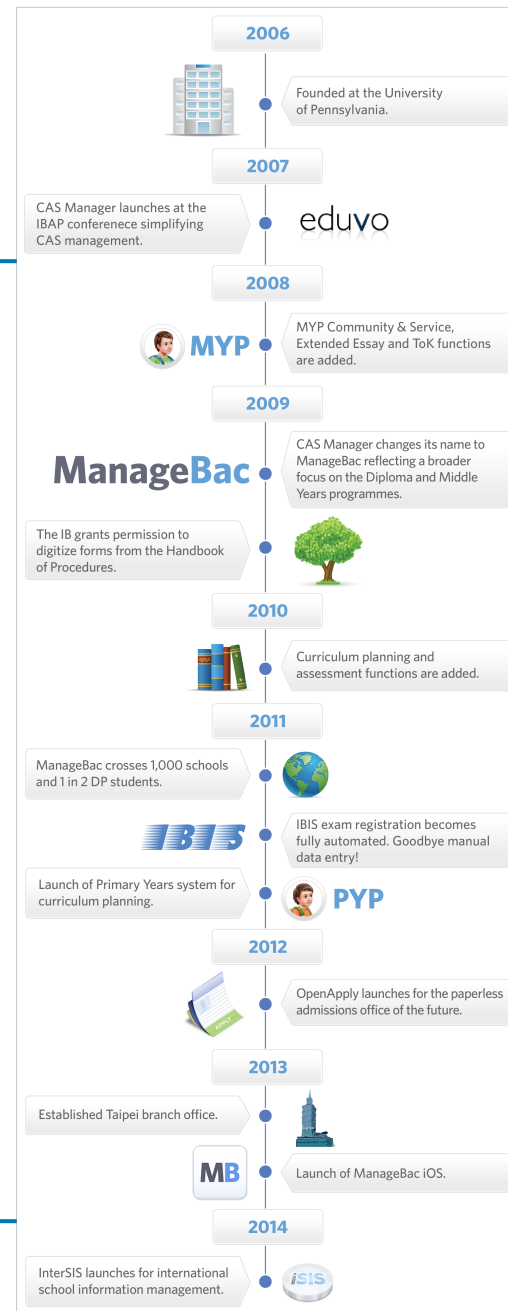 2006
Founded at the University
of Pennsylvania.
2007
CAS Manager launches at the
IBAP conferenece simplifying
CAS management.
eduvo
2008
MYP
MYP Community & Service,
Extended Essay and ToK functions
are added.
2009
ManageBac
CAS Manager changes its name to
ManageBac reflecting a broader
focus on the Diploma and Middle
Years programmes.
The IB grants permission to
digitize forms from the Handbook
of Procedures.
2010
Curriculum planning and
assessment functions are added.
2011
ManageBac crosses 1,000 schools
and 1 in 2 DP students.
IBIS
IBIS exam registration becomes
fully automated. Goodbye manual
data entry!
Launch of Primary Years system for
curriculum planning.
PYP
2012
APPLY
OpenApply launches for the paperless
admissions office of the future.
2013
Established Taipei branch office.
MB
Launch of ManageBac iOS.
2014
InterSIS launches for international
school information management.
iSIS